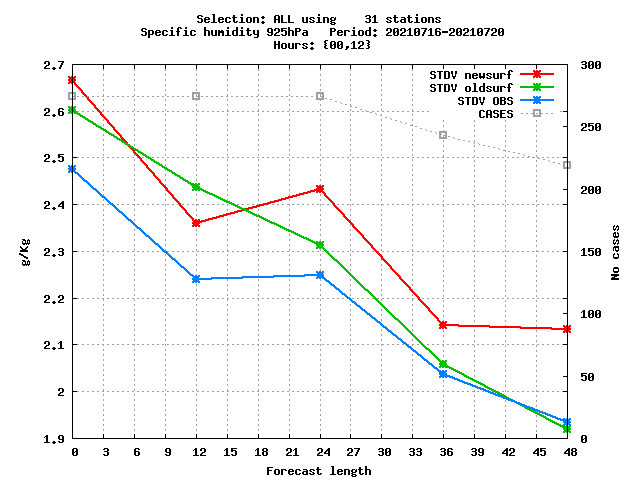 Selection: ALL using    31 stations
Specific humidity 925hPa   Period: 20210716-20210720
Hours: {00,12}
STDV newsurf
STDV oldsurf
STDV OBS
CASES
2.7
2.6
2.5
2.4
2.3
2.2
2.1
2
1.9
g/Kg
300
250
200
150
100
50
0
No cases
0 3 6 9 12 15 18 21 24 27 30 33 36 39 42 45 48
Forecast length